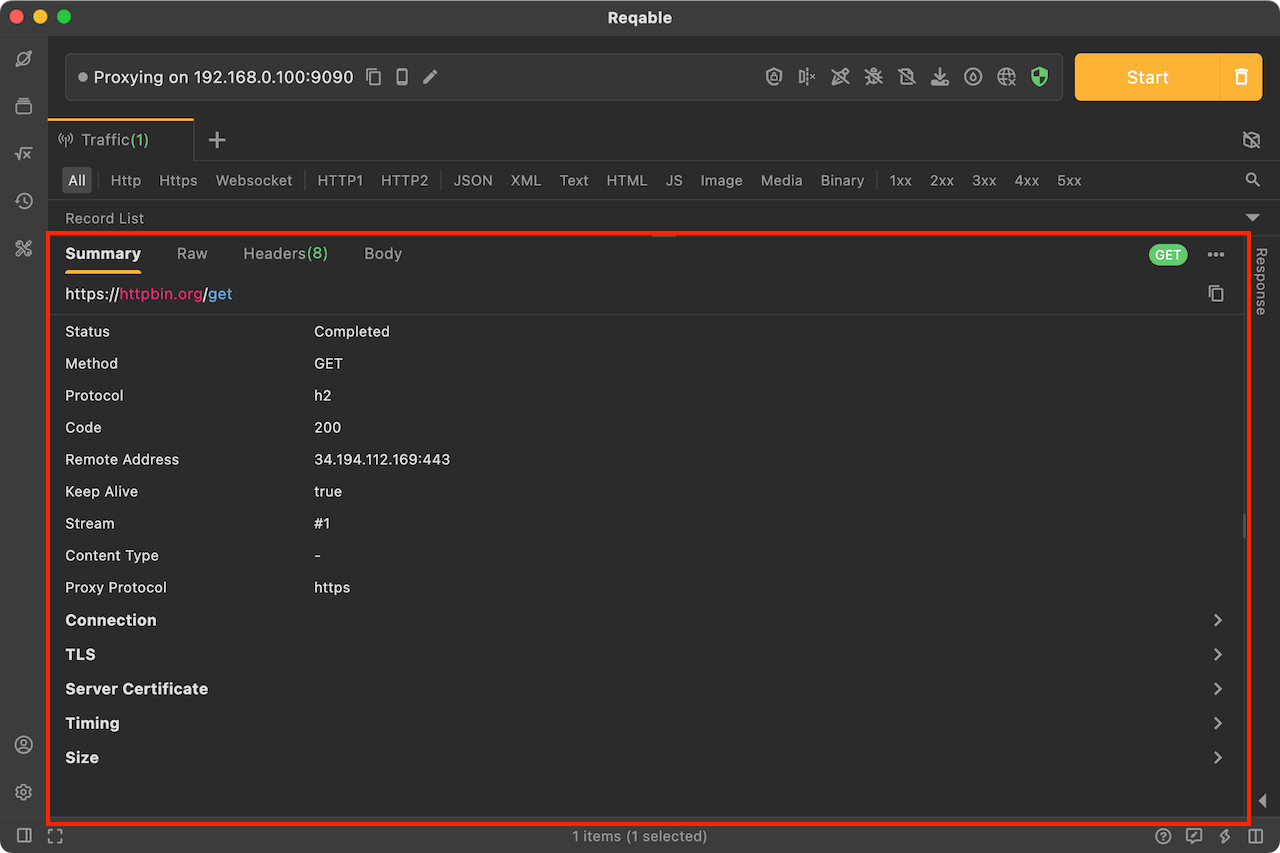 Reqable
Proxying on 192.168.0.100:9090
Start
Traffic(1)
All Http Https Websocket HTTP1 HTTP2 JSON XML Text HTML JS Image Media Binary 1xx 2xx 3xx 4xx 5xx
Record List
Summary Raw Headers(8) Body GET
Response
https://httpbin.org/get
Status Completed
Method GET
Protocol h2
Code 200
Remote Address 34.194.112.169:443
Keep Alive true
Stream #1
Content Type -
Proxy Protocol https
Connection
TLS
Server Certificate
Timing
Size
1 items (1 selected)